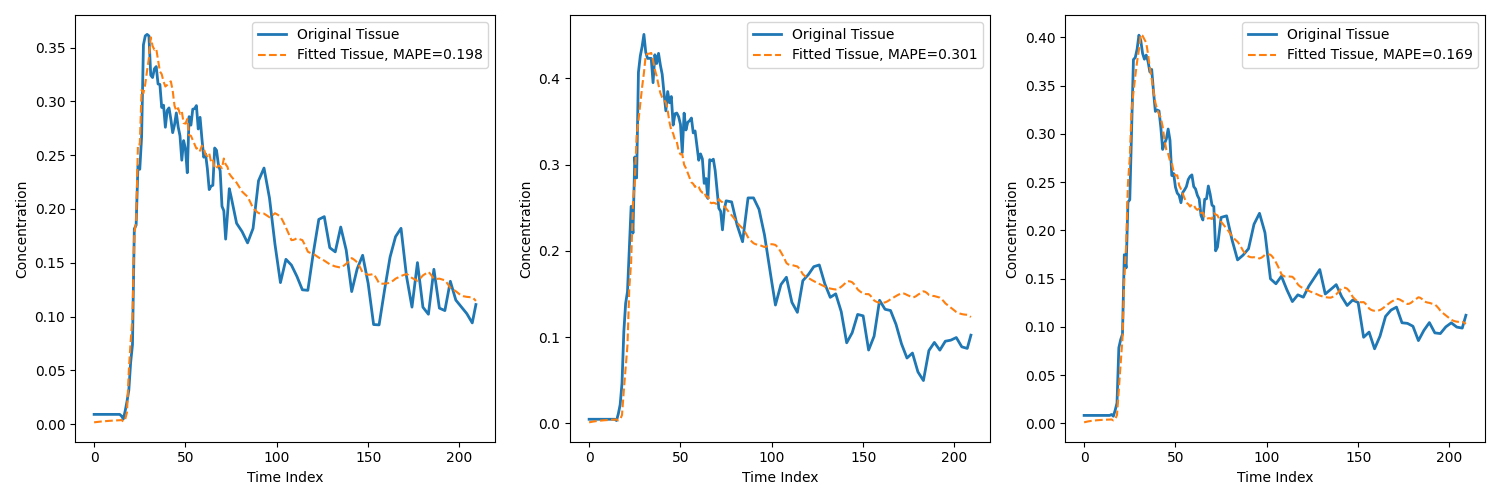 Original Tissue
Fitted Tissue, MAPE=0.198
0.35
0.30
0.25
0.20
0.15
0.10
0.05
0.00
Concentration
0 50 100 150 200
Time Index
Original Tissue
Fitted Tissue, MAPE=0.301
0.4
0.3
0.2
0.1
0.0
Concentration
0 50 100 150 200
Time Index
Original Tissue
Fitted Tissue, MAPE=0.169
0.40
0.35
0.30
0.25
0.20
0.15
0.10
0.05
0.00
Concentration
0 50 100 150 200
Time Index